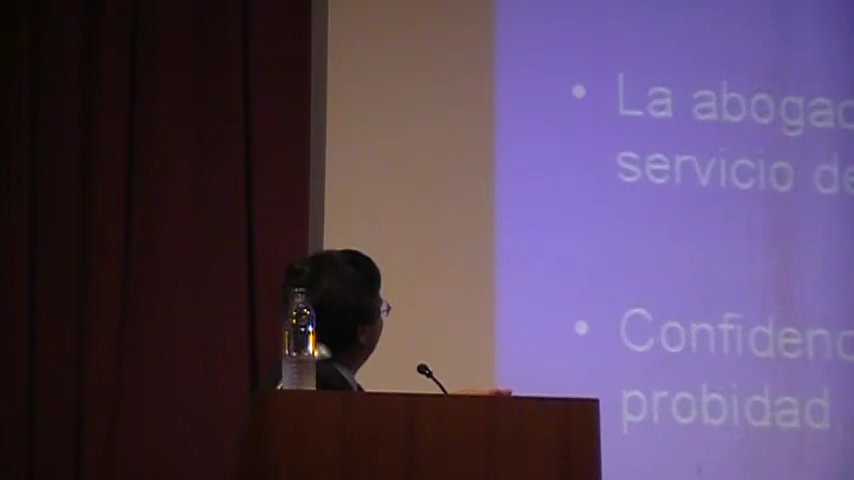 • La abogac
servicio de
• Confidenc
probidad,